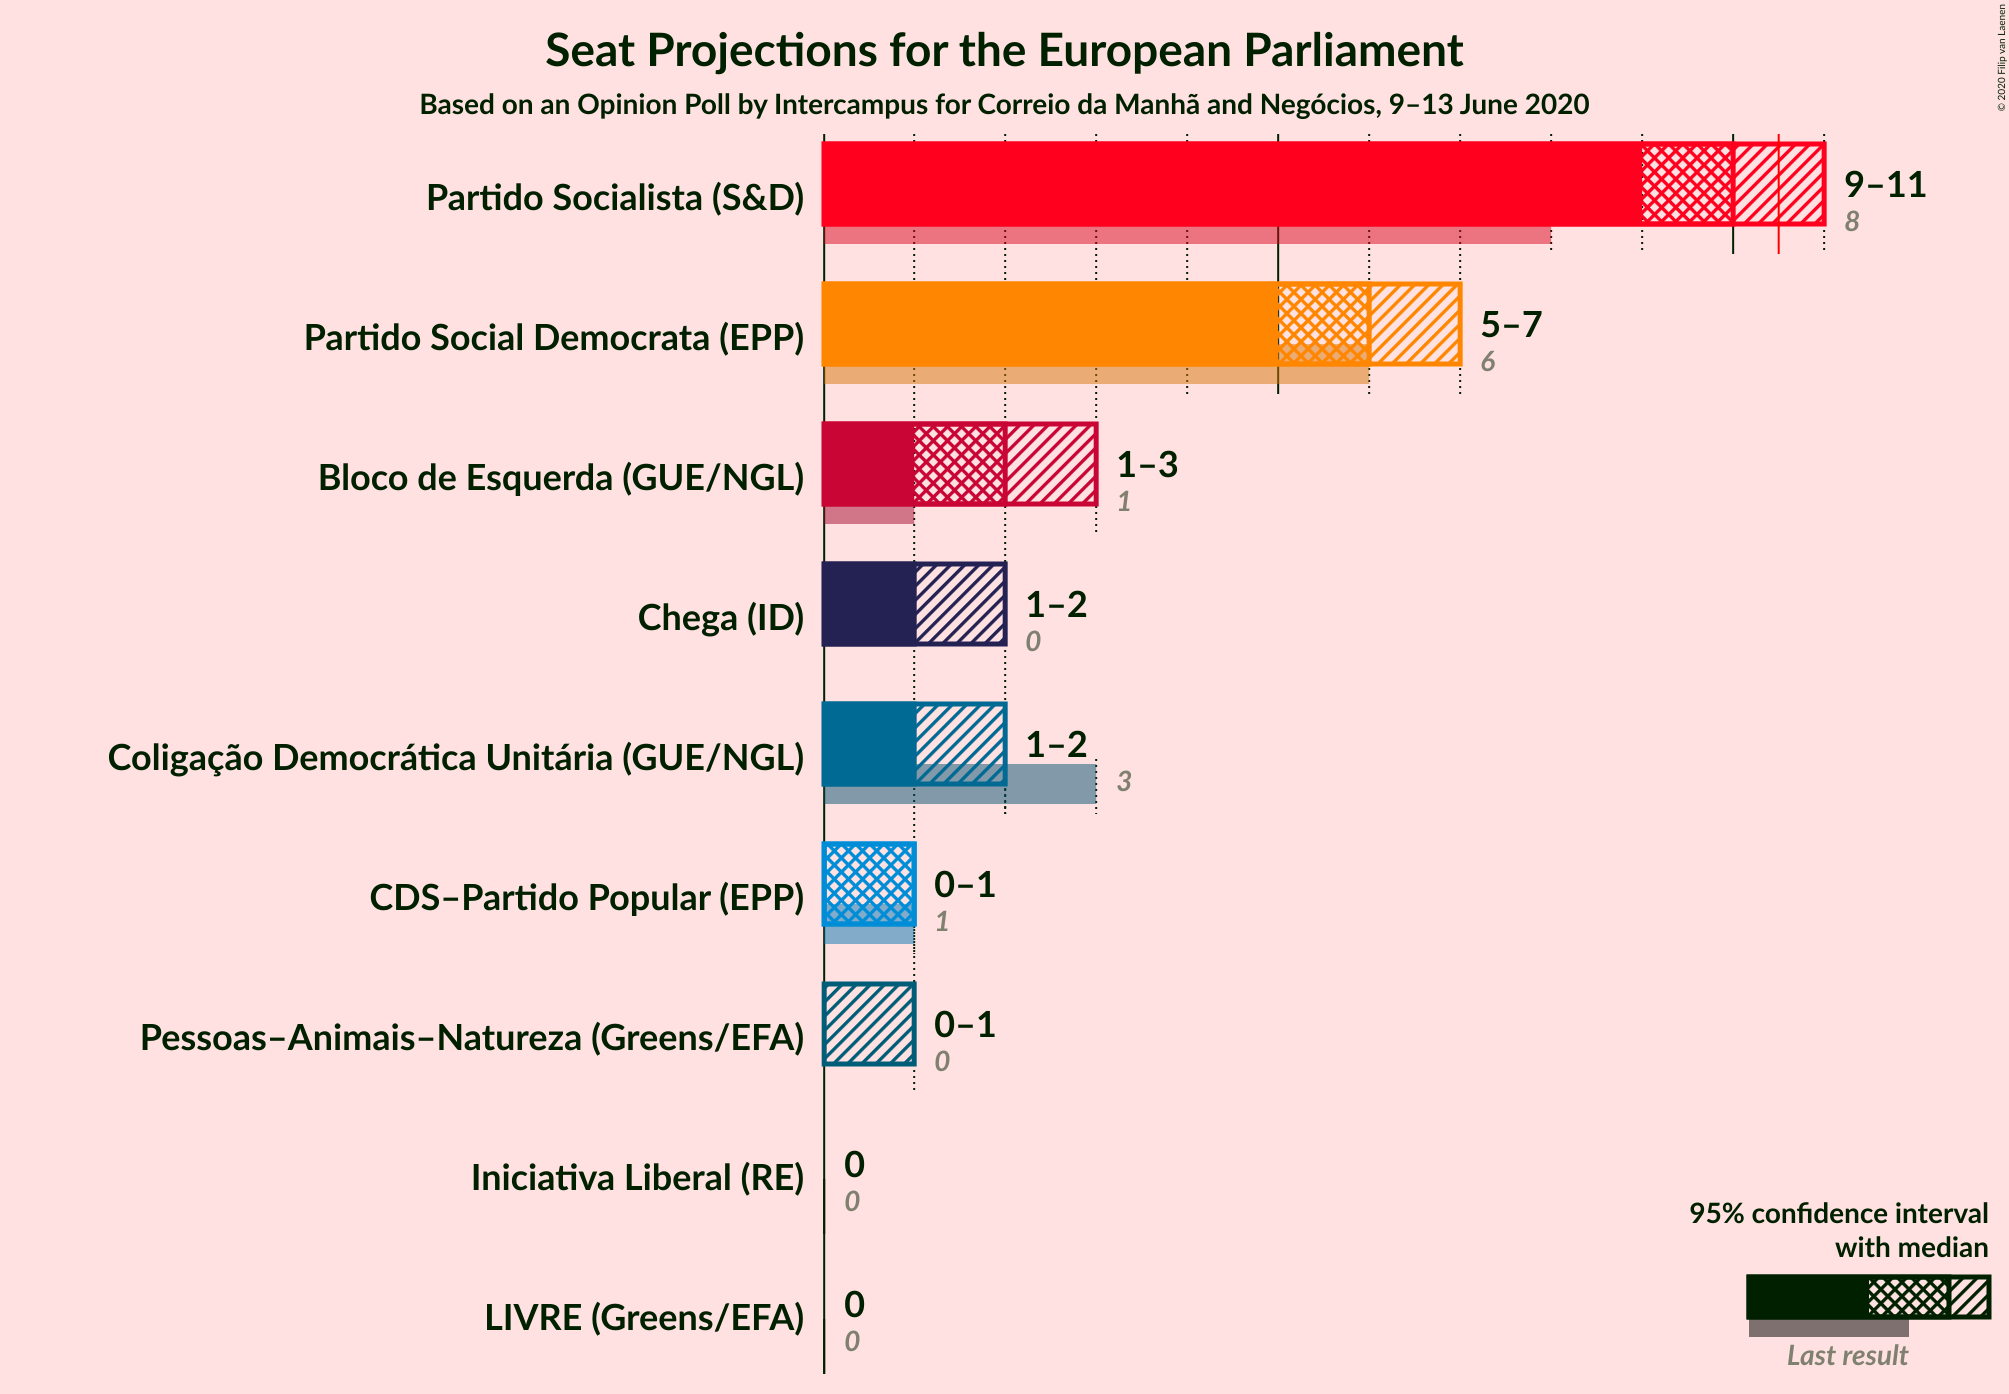 Seat Projections for the European Parliament
Based on an Opinion Poll by Intercampus for Correio da Manhã and Negócios, 9–13 June 2020
© 2020 Filip van Laenen
Partido Socialista (S&D)
9–11
8
Partido Social Democrata (EPP)
5–7
6
Bloco de Esquerda (GUE/NGL)
1–3
1
Chega (ID)
1–2
0
Coligação Democrática Unitária (GUE/NGL)
1–2
3
CDS–Partido Popular (EPP)
0–1
1
Pessoas–Animais–Natureza (Greens/EFA)
0–1
0
Iniciativa Liberal (RE)
0
0
LIVRE (Greens/EFA)
0
0
95% confidence interval
with median
Last result